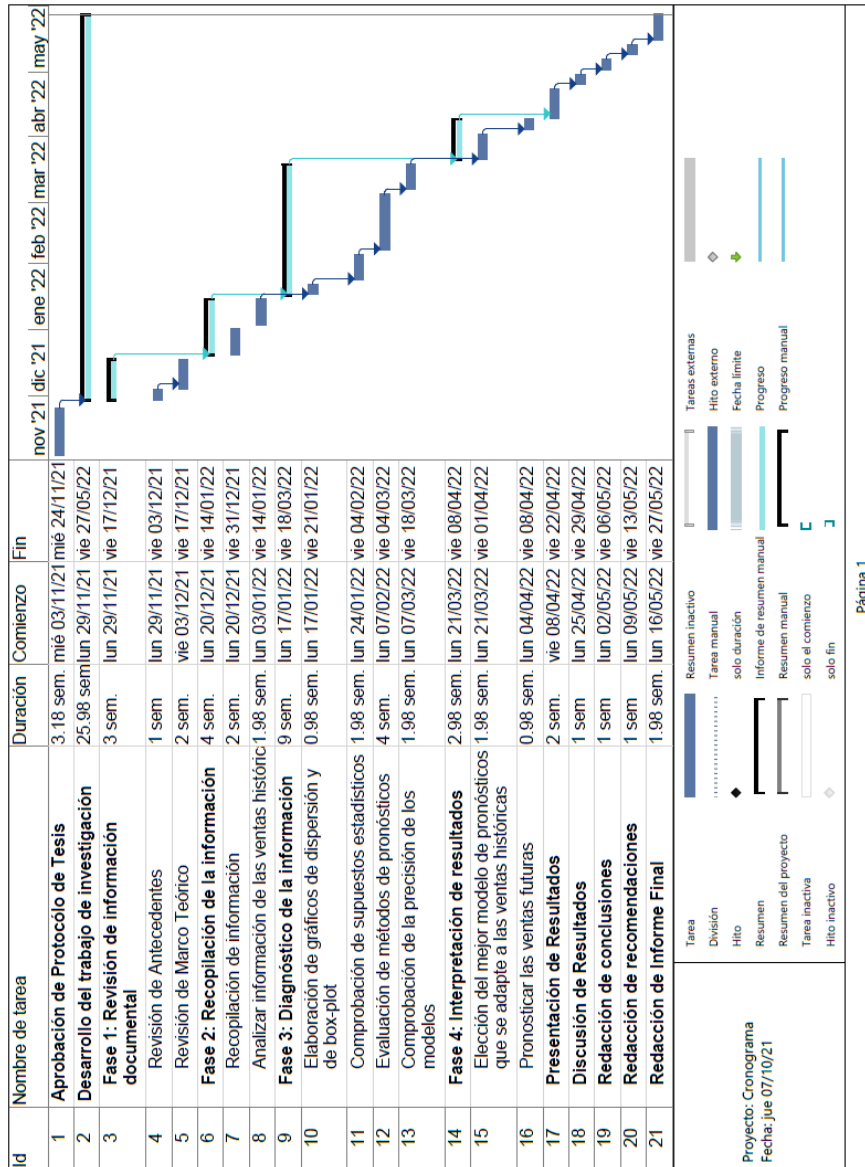 Id Nombre de tarea Duración Comienzo Fin nov '21 dic '21 ene '22 feb '22 mar '22 abr '22 may '22
1 Aprobación de Protocólo de Tesis 3.18 sem. mié 03/11/21 mié 24/11/21
2 Desarrollo del trabajo de investigación 25.98 sem lun 29/11/21 vie 27/05/22
3 Fase 1: Revisión de información 3 sem. lun 29/11/21 vie 17/12/21
documental
4 Revisión de Antecedentes 1 sem lun 29/11/21 vie 03/12/21
5 Revisión de Marco Teórico 2 sem. vie 03/12/21 vie 17/12/21
6 Fase 2: Recopilación de la información 4 sem. lun 20/12/21 vie 14/01/22
7 Recopilación de información 2 sem. lun 20/12/21 vie 31/12/21
8 Analizar información de las ventas históric 1.98 sem. lun 03/01/22 vie 14/01/22
9 Fase 3: Diagnóstico de la información 9 sem. lun 17/01/22 vie 18/03/22
10 Elaboración de gráficos de dispersión y 0.98 sem. lun 17/01/22 vie 21/01/22
de box-plot
11 Comprobación de supuestos estadísticos 1.98 sem. lun 24/01/22 vie 04/02/22
12 Evaluación de métodos de pronósticos 4 sem. lun 07/02/22 vie 04/03/22
13 Comprobación de la precisión de los 1.98 sem. lun 07/03/22 vie 18/03/22
modelos
14 Fase 4: Interpretación de resultados 2.98 sem. lun 21/03/22 vie 08/04/22
15 Elección del mejor modelo de pronósticos 1.98 sem. lun 21/03/22 vie 01/04/22
que se adapte a las ventas históricas
16 Pronosticar las ventas futuras 0.98 sem. lun 04/04/22 vie 08/04/22
17 Presentación de Resultados 2 sem. vie 08/04/22 vie 22/04/22
18 Discusión de Resultados 1 sem lun 25/04/22 vie 29/04/22
19 Redacción de conclusiones 1 sem lun 02/05/22 vie 06/05/22
20 Redacción de recomendaciones 1 sem lun 09/05/22 vie 13/05/22
21 Redacción de Informe Final 1.98 sem. lun 16/05/22 vie 27/05/22
Proyecto: Cronograma
Fecha: jue 07/10/21
Tarea Resumen inactivo Tareas externas
División Tarea manual Hito externo
Hito solo duración Fecha límite
Resumen Informe de resumen manual Progreso
Resumen del proyecto Resumen manual Progreso manual
Tarea inactiva solo el comienzo
Hito inactivo solo fin
Página 1